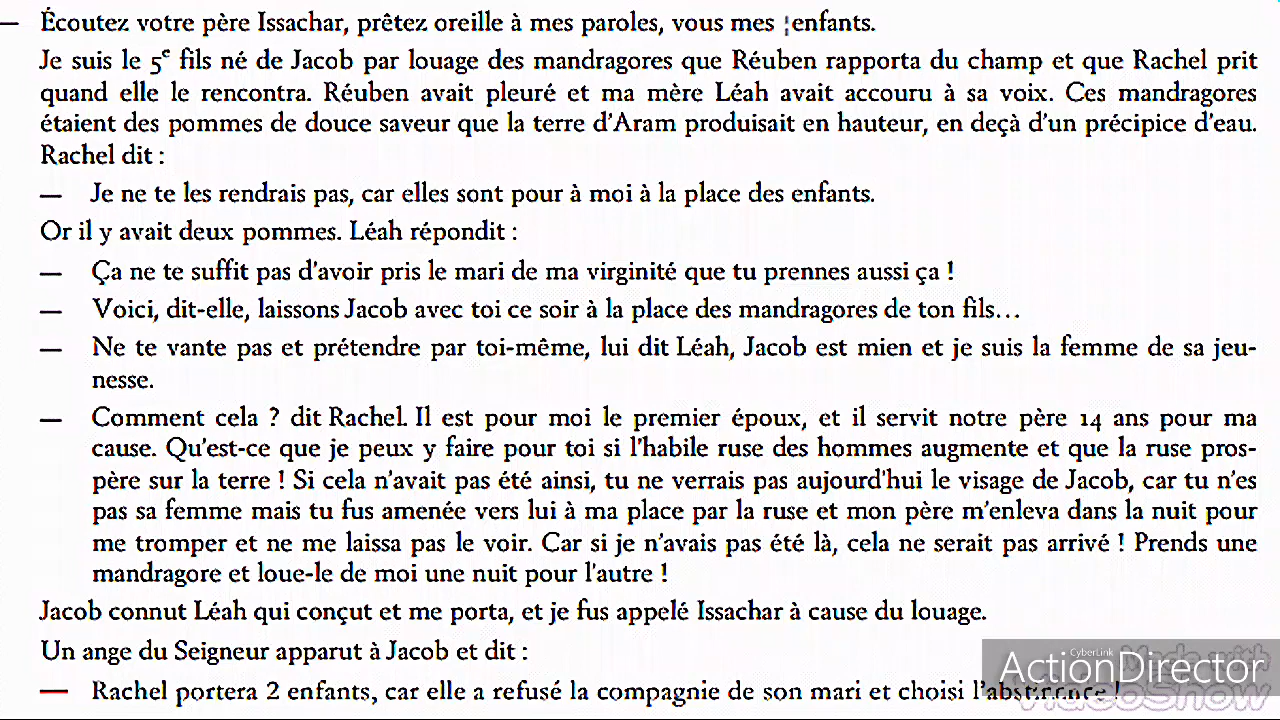 — Écoutez votre père Issachar, prêtez oreille à mes paroles, vous mes enfants.
Je suis le 5e fils né de Jacob par louage des mandragores que Réuben rapporta du champ et que Rachel prit
quand elle le rencontra. Réuben avait pleuré et ma mère Léah avait accouru à sa voix. Ces mandragores
étaient des pommes de douce saveur que la terre d'Aram produisait en hauteur, en deçà d'un précipice d'eau.
Rachel dit :
— Je ne te les rendrais pas, car elles sont pour à moi à la place des enfants.
Or il y avait deux pommes. Léah répondit :
— Ça ne te suffit pas d'avoir pris le mari de ma virginité que tu prennes aussi ça !
— Voici, dit-elle, laissons Jacob avec toi ce soir à la place des mandragores de ton fils…
— Ne te vante pas et prétendre par toi-même, lui dit Léah, Jacob est mien et je suis la femme de sa jeu-
nesse.
— Comment cela ? dit Rachel. Il est pour moi le premier époux, et il servit notre père 14 ans pour ma
cause. Qu'est-ce que je peux y faire pour toi si l'habile ruse des hommes augmente et que la ruse pros-
père sur la terre ! Si cela n'avait pas été ainsi, tu ne verrais pas aujourd'hui le visage de Jacob, car tu n'es
pas sa femme mais tu fus amenée vers lui à ma place par la ruse et mon père m'enleva dans la nuit pour
me tromper et ne me laissa pas le voir. Car si je n'avais pas été là, cela ne serait pas arrivé ! Prends une
mandragore et loue-le de moi une nuit pour l'autre !
Jacob connut Léah qui conçut et me porta, et je fus appelé Issachar à cause du louage.
Un ange du Seigneur apparut à Jacob et dit :
— Rachel portera 2 enfants, car elle a refusé la compagnie de son mari et choisi l'abstinence !
CyberLink
ActionDirector
Made with
VideoShow